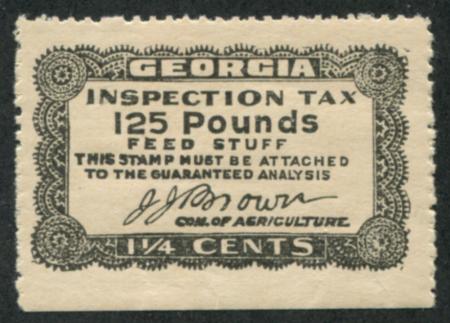 GEORGIA
INSPECTION TAX
125 Pounds
FEED STUFF
THIS STAMP MUST BE ATTACHED
TO THE GUARANTEED ANALYSIS
J J Brown
COM. OF AGRICULTURE
1 1/4 CENTS